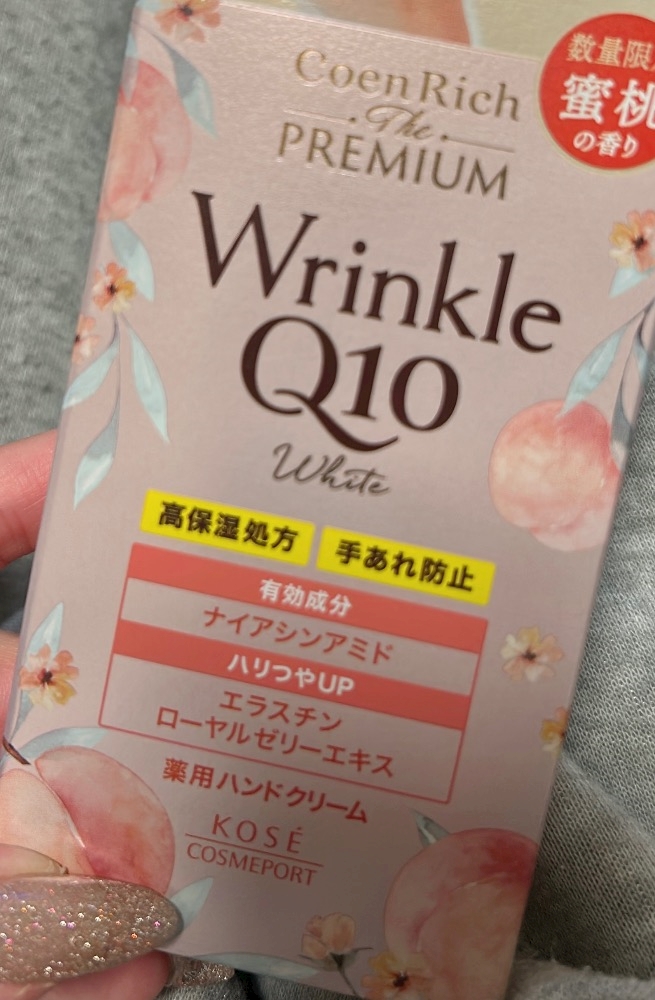 CoenRich
The
PREMIUM
数量限
蜜桃
の香り
Wrinkle
Q10
White
高保湿処方
手あれ防止
有効成分
ナイアシンアミド
ハリつやUP
エラスチン
ローヤルゼリーエキス
薬用ハンドクリーム
KOSÉ
COSMEPORT